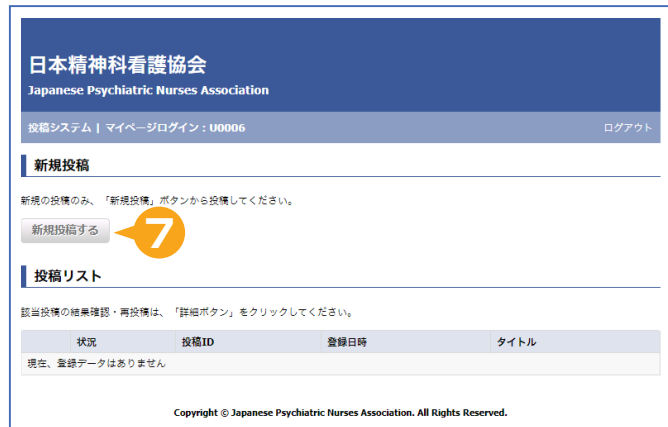 日本精神科看護協会
Japanese Psychiatric Nurses Association
投稿システム | マイページログイン : U0006 ログアウト
新規投稿
新規の投稿のみ、「新規投稿」ボタンから投稿してください。
新規投稿する 7
投稿リスト
該当投稿の結果確認・再投稿は、「詳細ボタン」をクリックしてください。
状況 投稿ID 登録日時 タイトル
現在、登録データはありません
Copyright © Japanese Psychiatric Nurses Association. All Rights Reserved.